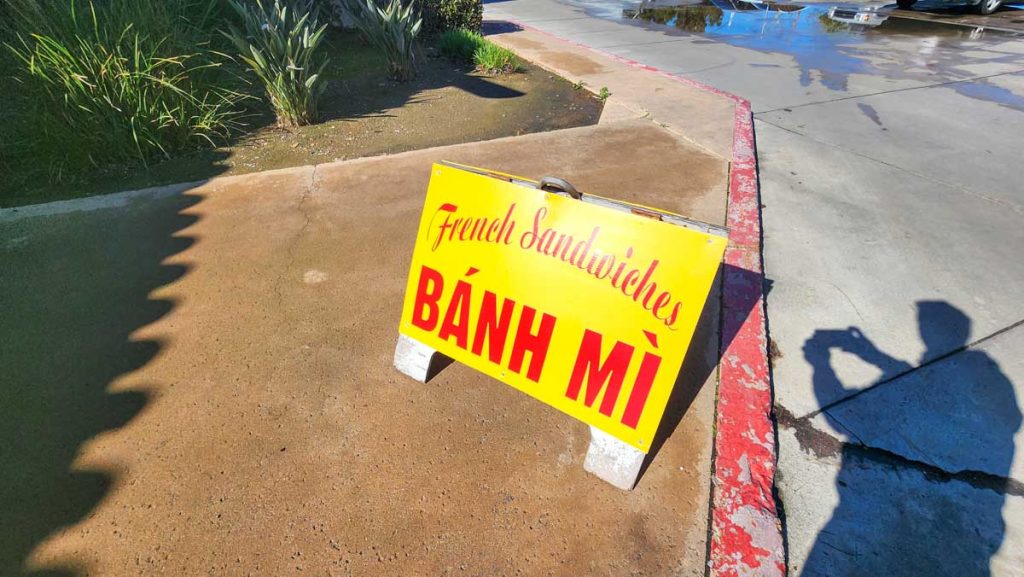 French Sandwiches
BÁNH MÌ